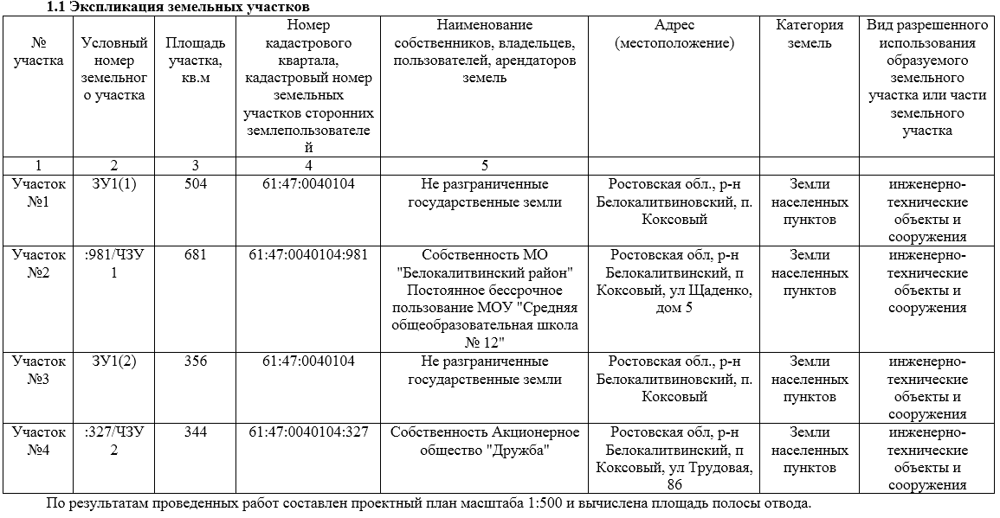 1.1 Экспликация земельных участков
№
участка
Условный
номер
земельног
о участка
Площадь
участка,
кв.м
Номер
кадастрового
квартала,
кадастровый номер
земельных
участков сторонних
землепользователе
й
Наименование
собственников, владельцев,
пользователей, арендаторов
земель
Адрес
(местоположение)
Категория
земель
Вид разрешенного
использования
образуемого
земельного
участка или части
земельного
участка
1
2
3
4
5
Участок
№1
ЗУ1(1)
504
61:47:0040104
Не разграниченные
государственные земли
Ростовская обл., р-н
Белокалитвиновский, п.
Коксовый
Земли
населенных
пунктов
инженерно-
технические
объекты и
сооружения
Участок
№2
:981/ЧЗУ
1
681
61:47:0040104:981
Собственность МО
"Белокалитвинский район"
Постоянное бессрочное
пользование МОУ "Средняя
общеобразовательная школа
№ 12"
Ростовская обл, р-н
Белокалитвинский, п
Коксовый, ул Щаденко,
дом 5
Земли
населенных
пунктов
инженерно-
технические
объекты и
сооружения
Участок
№3
ЗУ1(2)
356
61:47:0040104
Не разграниченные
государственные земли
Ростовская обл., р-н
Белокалитвиновский, п.
Коксовый
Земли
населенных
пунктов
инженерно-
технические
объекты и
сооружения
Участок
№4
:327/ЧЗУ
2
344
61:47:0040104:327
Собственность Акционерное
общество "Дружба"
Ростовская обл, р-н
Белокалитвинский, п
Коксовый, ул Трудовая,
86
Земли
населенных
пунктов
инженерно-
технические
объекты и
сооружения
По результатам проведенных работ составлен проектный план масштаба 1:500 и вычислена площадь полосы отвода.